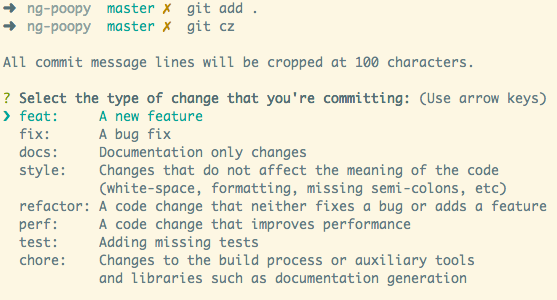 ➜ ng-poopy master ✗ git add .
➜ ng-poopy master ✗ git cz
All commit message lines will be cropped at 100 characters.
? Select the type of change that you're committing: (Use arrow keys)
❯ feat: A new feature
fix: A bug fix
docs: Documentation only changes
style: Changes that do not affect the meaning of the code
(white-space, formatting, missing semi-colons, etc)
refactor: A code change that neither fixes a bug or adds a feature
perf: A code change that improves performance
test: Adding missing tests
chore: Changes to the build process or auxiliary tools
and libraries such as documentation generation